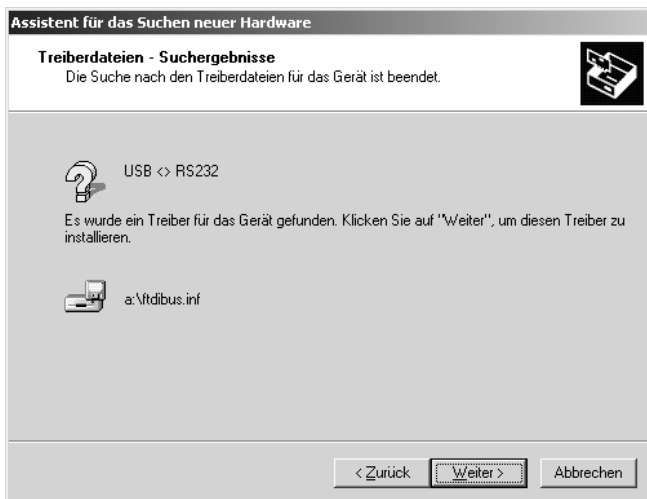 Assistent für das Suchen neuer Hardware
Treiberdateien - Suchergebnisse
Die Suche nach den Treiberdateien für das Gerät ist beendet.
USB <> RS232
Es wurde ein Treiber für das Gerät gefunden. Klicken Sie auf "Weiter", um diesen Treiber zu
installieren.
a:\ftdibus.inf
< Zurück
Weiter >
Abbrechen